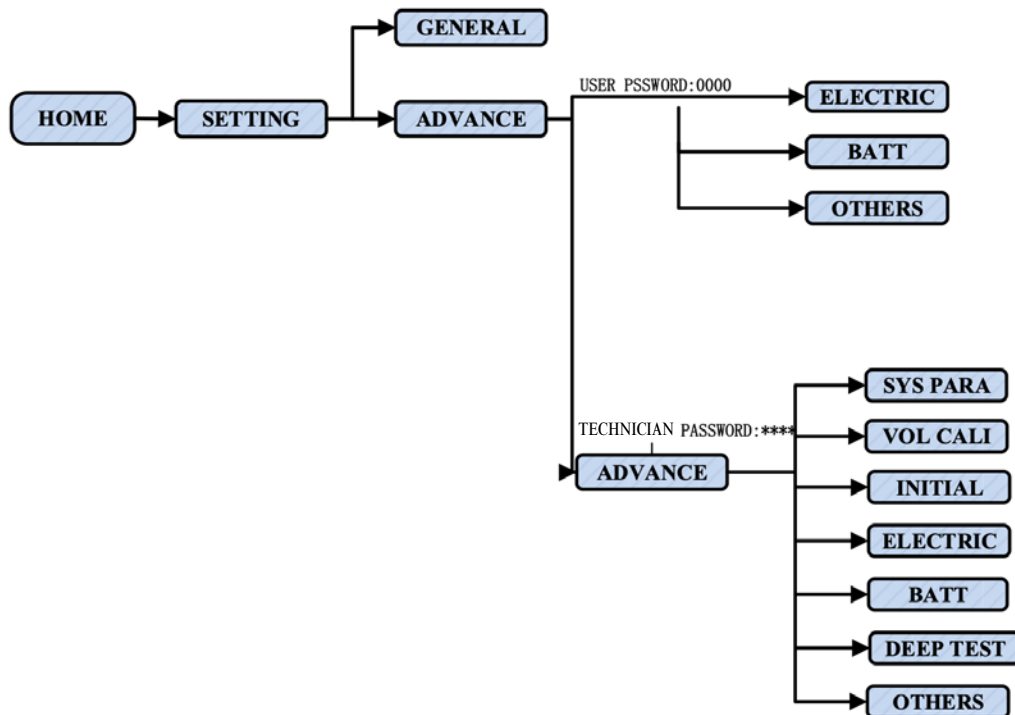 GENERAL
HOME
SETTING
ADVANCE
USER PSSWORD:0000
ELECTRIC
BATT
OTHERS
TECHNICIAN PASSWORD:****
ADVANCE
SYS PARA
VOL CALI
INITIAL
ELECTRIC
BATT
DEEP TEST
OTHERS